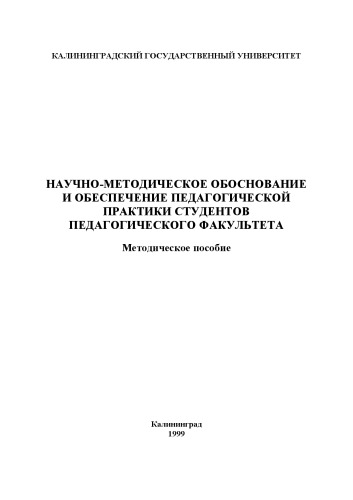 КАЛИНИНГРАДСКИЙ ГОСУДАРСТВЕННЫЙ УНИВЕРСИТЕТ
НАУЧНО-МЕТОДИЧЕСКОЕ ОБОСНОВАНИЕ
И ОБЕСПЕЧЕНИЕ ПЕДАГОГИЧЕСКОЙ
ПРАКТИКИ СТУДЕНТОВ
ПЕДАГОГИЧЕСКОГО ФАКУЛЬТЕТА
Методическое пособие
Калининград
1999